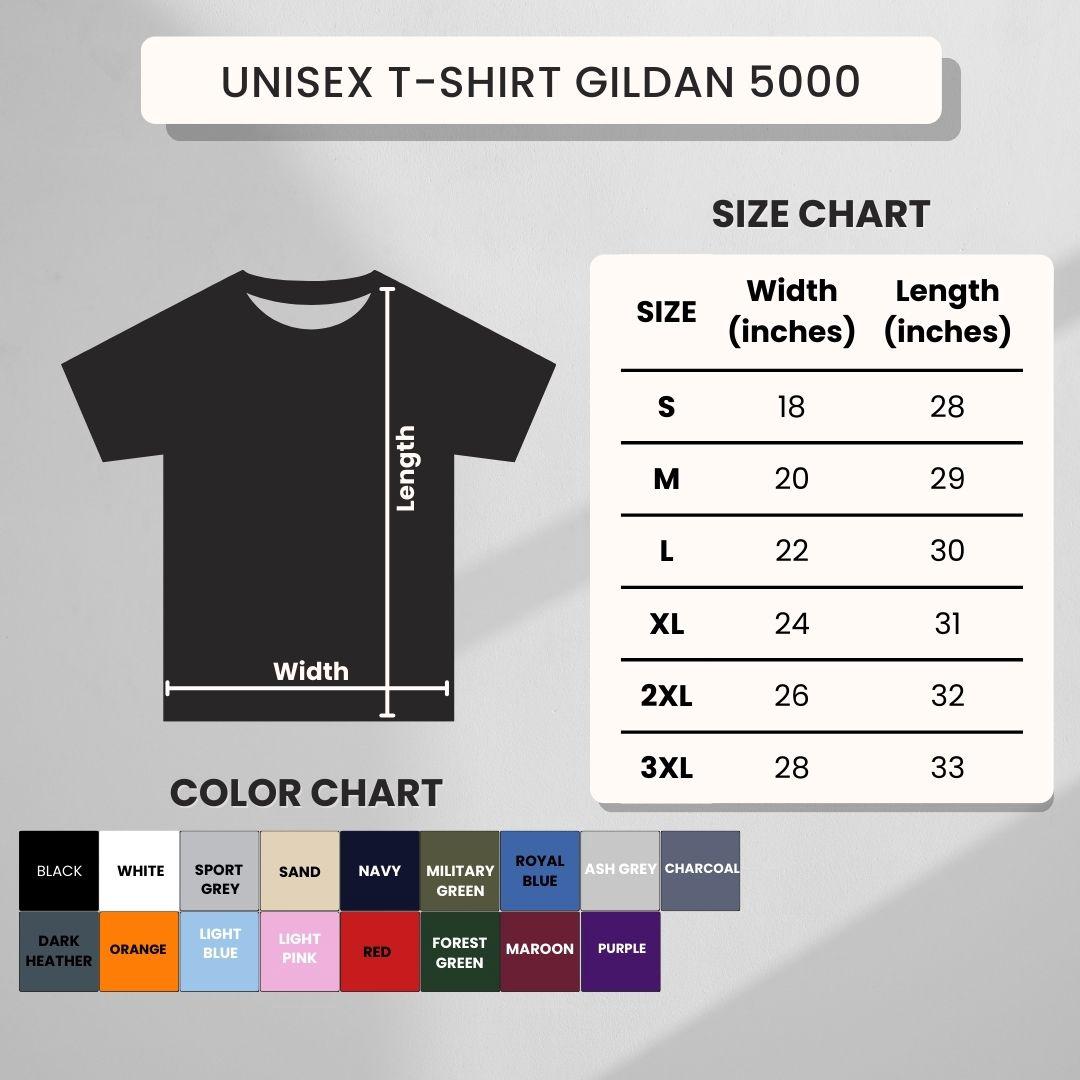 UNISEX T-SHIRT GILDAN 5000
SIZE CHART
SIZE Width (inches) Length (inches)
S 18 28
M 20 29
L 22 30
XL 24 31
2XL 26 32
3XL 28 33
Length
Width
COLOR CHART
BLACK
WHITE
SPORT
GREY
SAND
NAVY
MILITARY
GREEN
ROYAL
BLUE
ASH GREY
CHARCOAL
DARK
HEATHER
ORANGE
LIGHT
BLUE
LIGHT
PINK
RED
FOREST
GREEN
MAROON
PURPLE